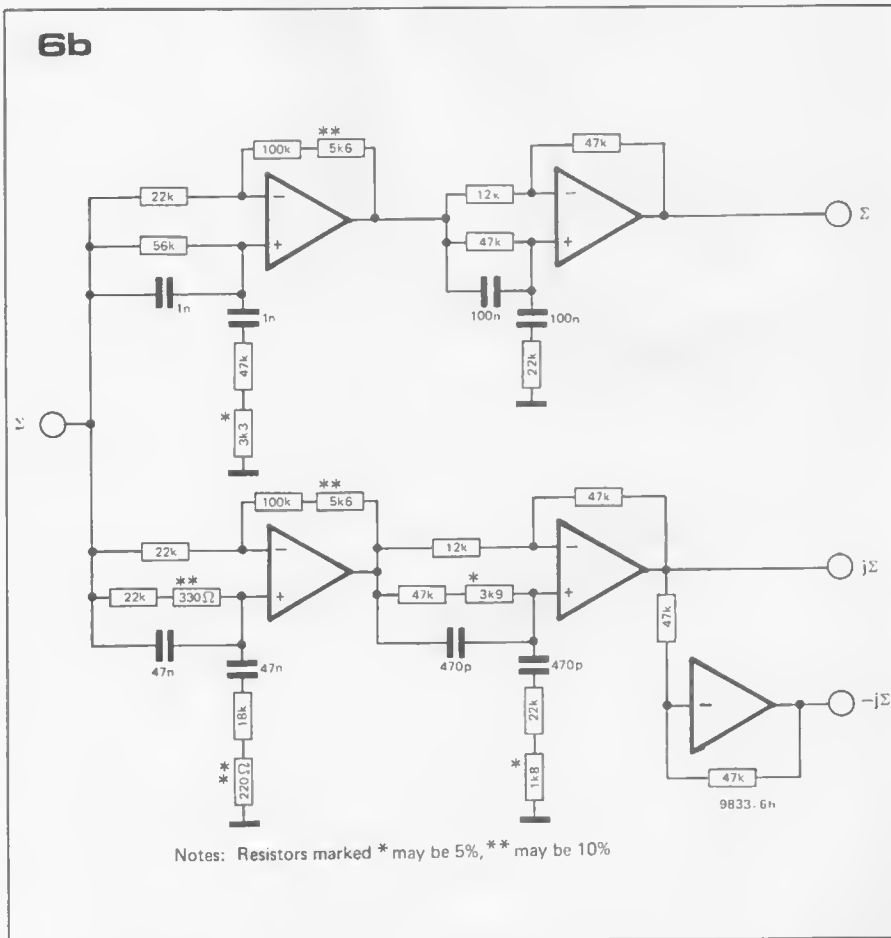 6b
**
100k
5k6
47k
22k
12k
Σ
56k
47k
1n
1n
100n
100n
47k
22k
*
3k3
Σ
**
100k
5k6
47k
22k
12k
jΣ
**
22k
330Ω
*
47k
3k9
47k
47n
47n
470p
470p
18k
22k
-jΣ
**
220Ω
*
1k8
47k
9833-6b
Notes: Resistors marked * may be 5%, ** may be 10%